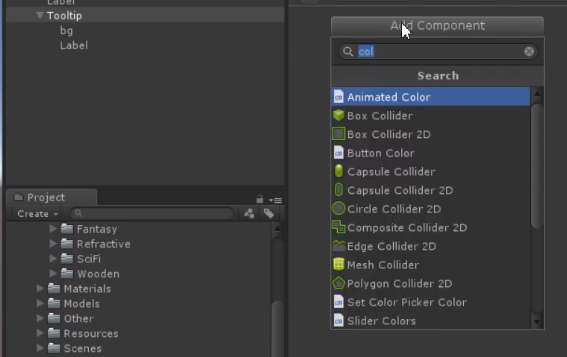 Label
Tooltip
bg
Label
Project
Create
Fantasy
Refractive
SciFi
Wooden
Materials
Models
Other
Resources
Scenes
Add Component
col
Search
Animated Color
Box Collider
Box Collider 2D
Button Color
Capsule Collider
Capsule Collider 2D
Circle Collider 2D
Composite Collider 2D
Edge Collider 2D
Mesh Collider
Polygon Collider 2D
Set Color Picker Color
Slider Colors